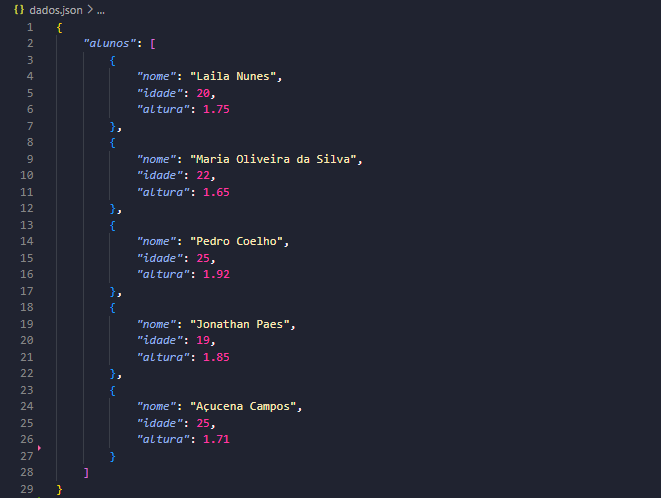 {} dados.json > ...
1 {
2 "alunos": [
3 {
4 "nome": "Laila Nunes",
5 "idade": 20,
6 "altura": 1.75
7 },
8 {
9 "nome": "Maria Oliveira da Silva",
10 "idade": 22,
11 "altura": 1.65
12 },
13 {
14 "nome": "Pedro Coelho",
15 "idade": 25,
16 "altura": 1.92
17 },
18 {
19 "nome": "Jonathan Paes",
20 "idade": 19,
21 "altura": 1.85
22 },
23 {
24 "nome": "Açucena Campos",
25 "idade": 25,
26 "altura": 1.71
27 }
28 ]
29 }